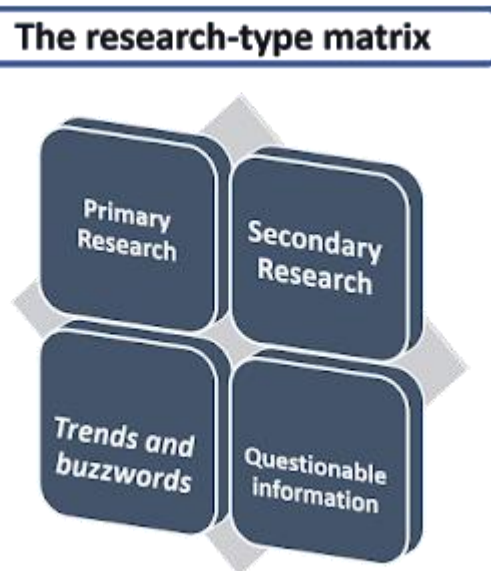 The research-type matrix
Primary
Research
Secondary
Research
Trends and
buzzwords
Questionable
information